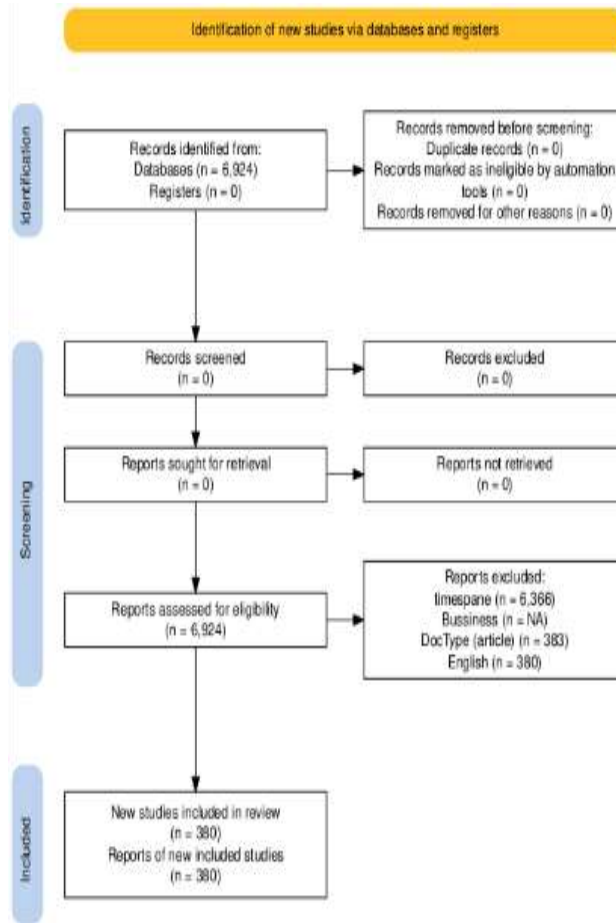 Identification of new studies via databases and registers
Identification
Records identified from:
Databases (n = 6,924)
Registers (n = 0)
Records removed before screening:
Duplicate records (n = 0)
Records marked as ineligible by automation
tools (n = 0)
Records removed for other reasons (n = 0)
Screening
Records screened
(n = 0)
Records excluded
(n = 0)
Reports sought for retrieval
(n = 0)
Reports not retrieved
(n = 0)
Reports assessed for eligibility
(n = 6,924)
Reports excluded:
timespane (n = 6,366)
Bussiness (n = NA)
DocType (article) (n = 383)
English (n = 380)
Included
New studies included in review
(n = 380)
Reports of new included studies
(n = 380)